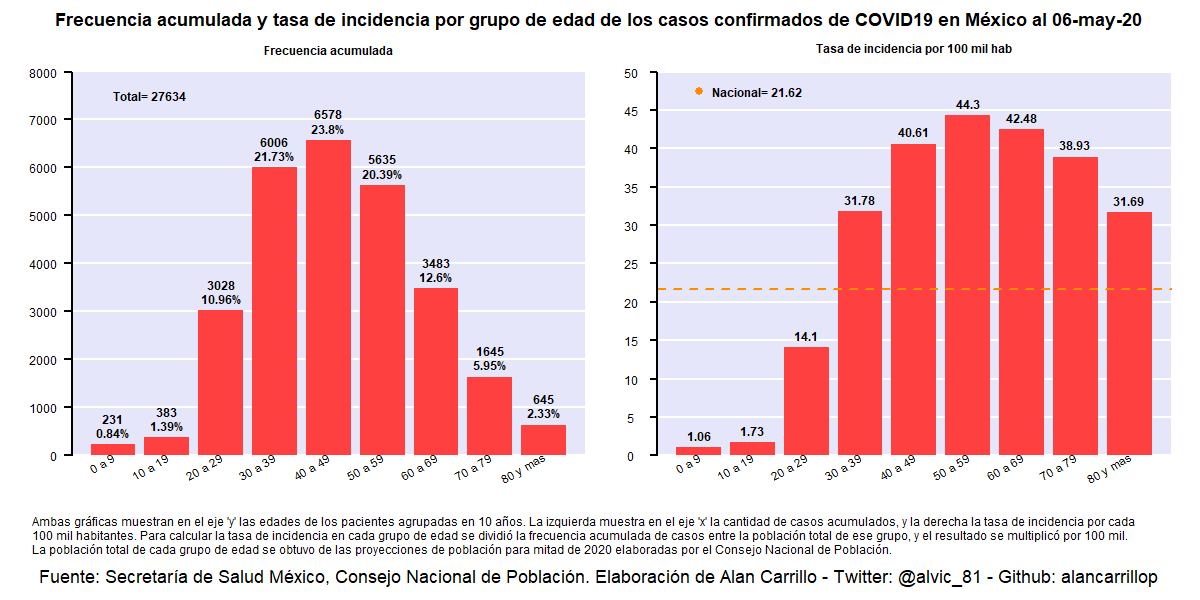 Frecuencia acumulada y tasa de incidencia por grupo de edad de los casos confirmados de COVID19 en México al 06-may-20
Frecuencia acumulada
8000
7000
6000
5000
4000
3000
2000
1000
0
Total= 27634
231
0.84%
383
1.39%
3028
10.96%
6006
21.73%
6578
23.8%
5635
20.39%
3483
12.6%
1645
5.95%
645
2.33%
0 a 9
10 a 19
20 a 29
30 a 39
40 a 49
50 a 59
60 a 69
70 a 79
80 y mas
Tasa de incidencia por 100 mil hab
50
45
40
35
30
25
20
15
10
5
0
Nacional= 21.62
1.06
1.73
14.1
31.78
40.61
44.3
42.48
38.93
31.69
0 a 9
10 a 19
20 a 29
30 a 39
40 a 49
50 a 59
60 a 69
70 a 79
80 y mas
Ambas gráficas muestran en el eje 'y' las edades de los pacientes agrupadas en 10 años. La izquierda muestra en el eje 'x' la cantidad de casos acumulados, y la derecha la tasa de incidencia por cada
100 mil habitantes. Para calcular la tasa de incidencia en cada grupo de edad se dividió la frecuencia acumulada de casos entre la población total de ese grupo, y el resultado se multiplicó por 100 mil.
La población total de cada grupo de edad se obtuvo de las proyecciones de población para mitad de 2020 elaboradas por el Consejo Nacional de Población.
Fuente: Secretaría de Salud México, Consejo Nacional de Población. Elaboración de Alan Carrillo - Twitter: @alvic_81 - Github: alancarrillop